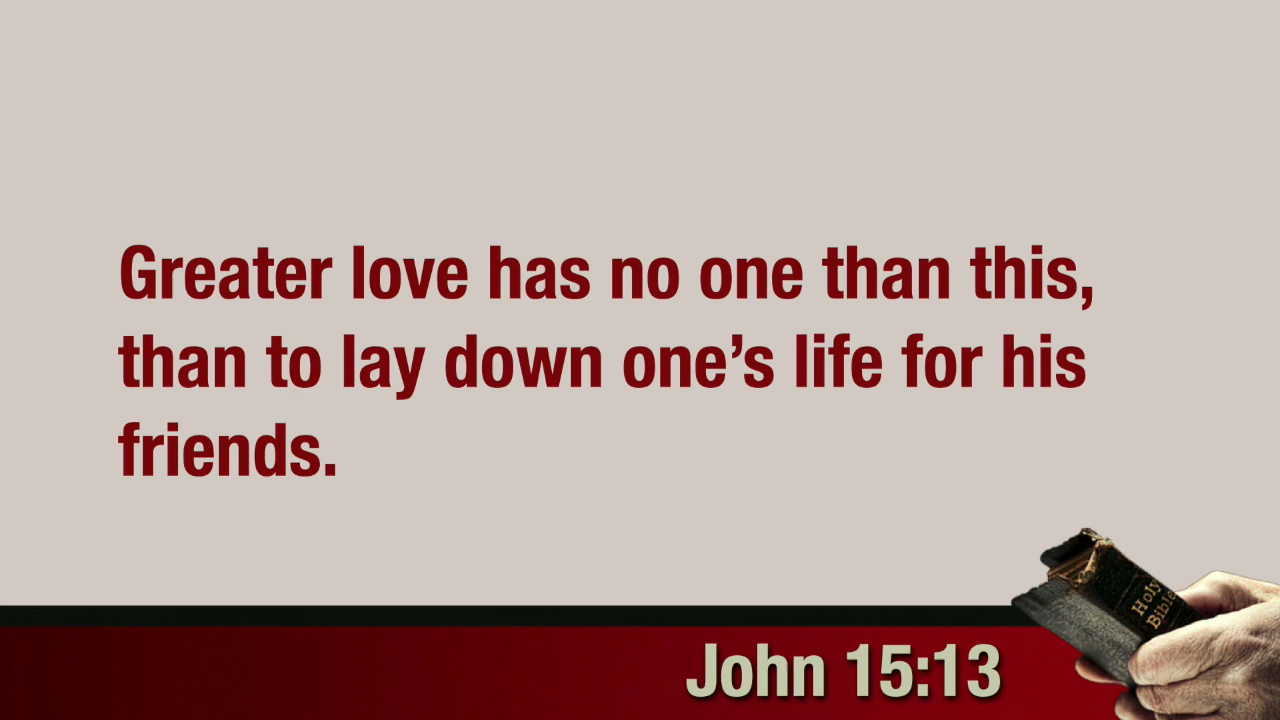 Greater love has no one than this,
than to lay down one’s life for his
friends.
Holy
Bible
John 15:13